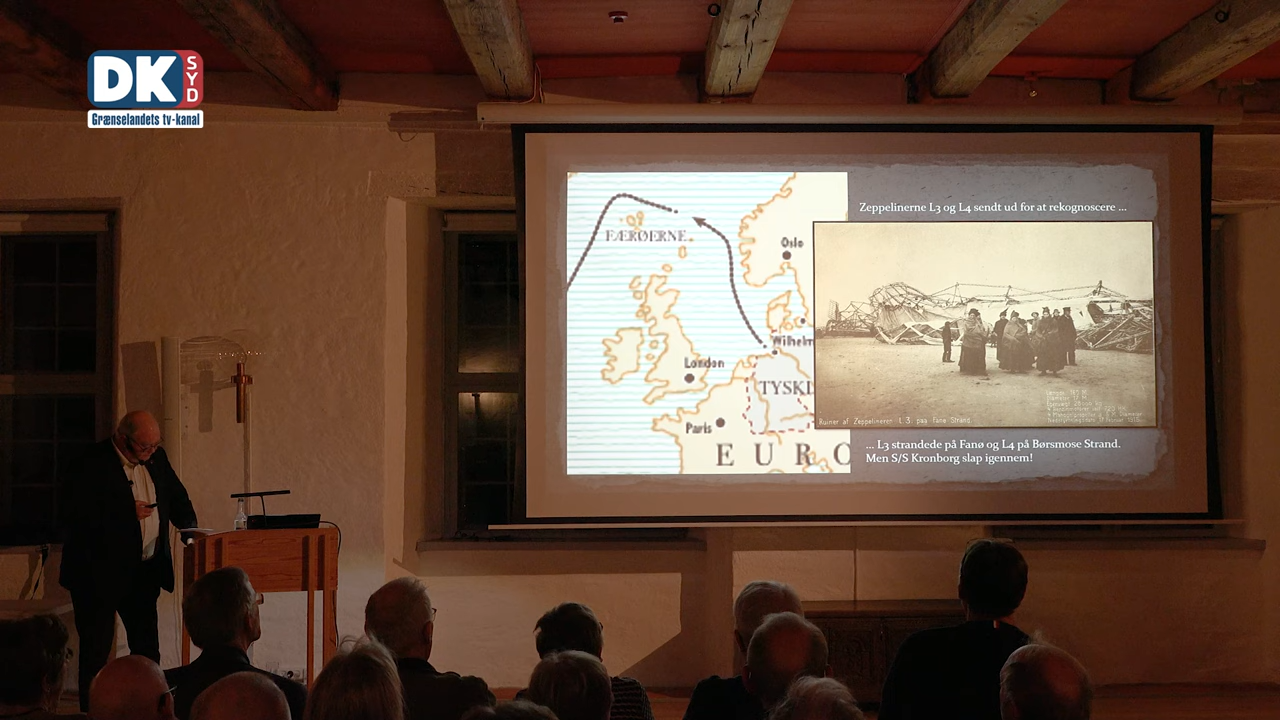 DK
SYD
Grænselandets tv-kanal
Zeppelinerne L3 og L4 sendt ud for at rekognoscere ...
FÆRØERNE
Oslo
Wilhelm
London
TYSKL
Paris
EURO
Ruiner af Zeppelineren L 3. paa Fanø Strand.
... L3 strandede på Fanø og L4 på Børsmose Strand.
Men S/S Kronborg slap igennem!